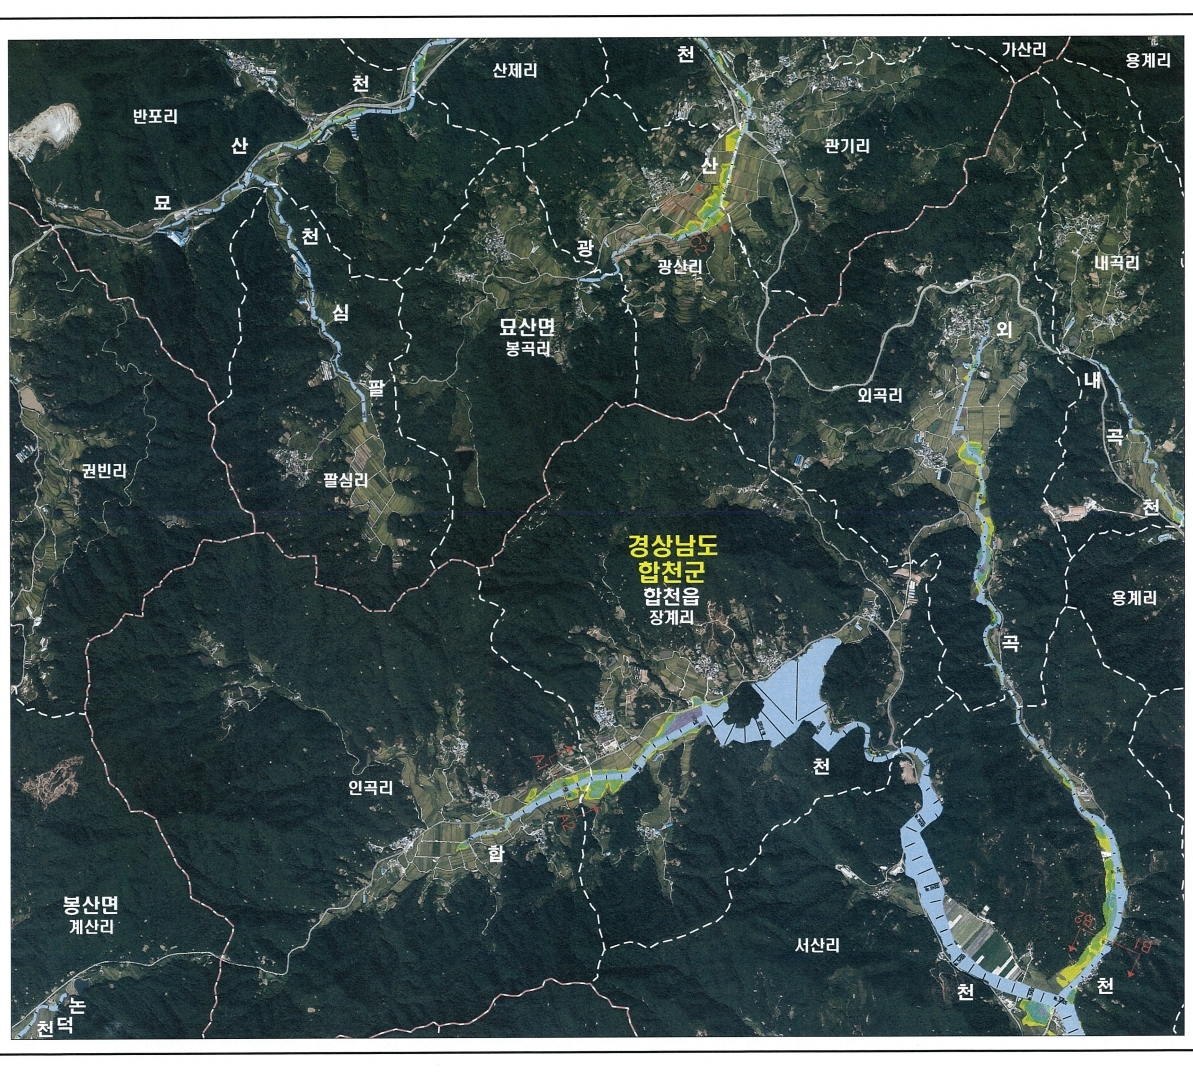 가산리
용계리
산제리
천
천
반포리
산
관기리
산
묘
천
광
광산리
내곡리
심
묘산면
봉곡리
외
팔
내
외곡리
곡
권빈리
팔심리
천
경상남도
합천군
합천읍
장계리
용계리
곡
천
인곡리
A2
합
봉산면
계산리
B2
B1
서산리
천
천
논
덕
천